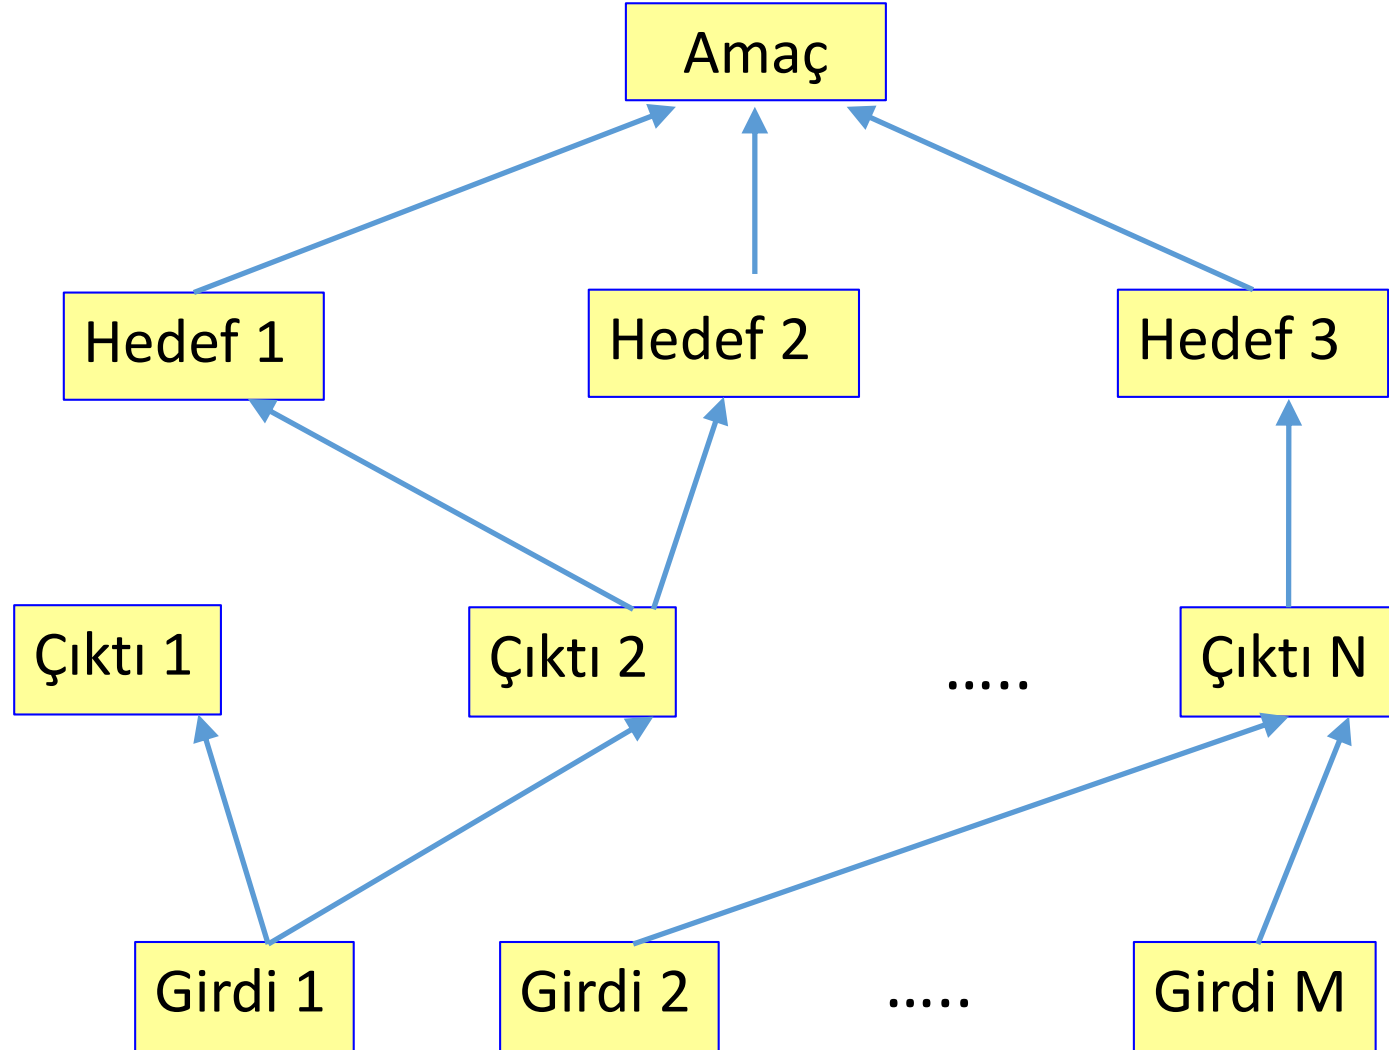 Amaç
Hedef 1
Hedef 2
Hedef 3
Çıktı 1
Çıktı 2
.....
Çıktı N
Girdi 1
Girdi 2
.....
Girdi M